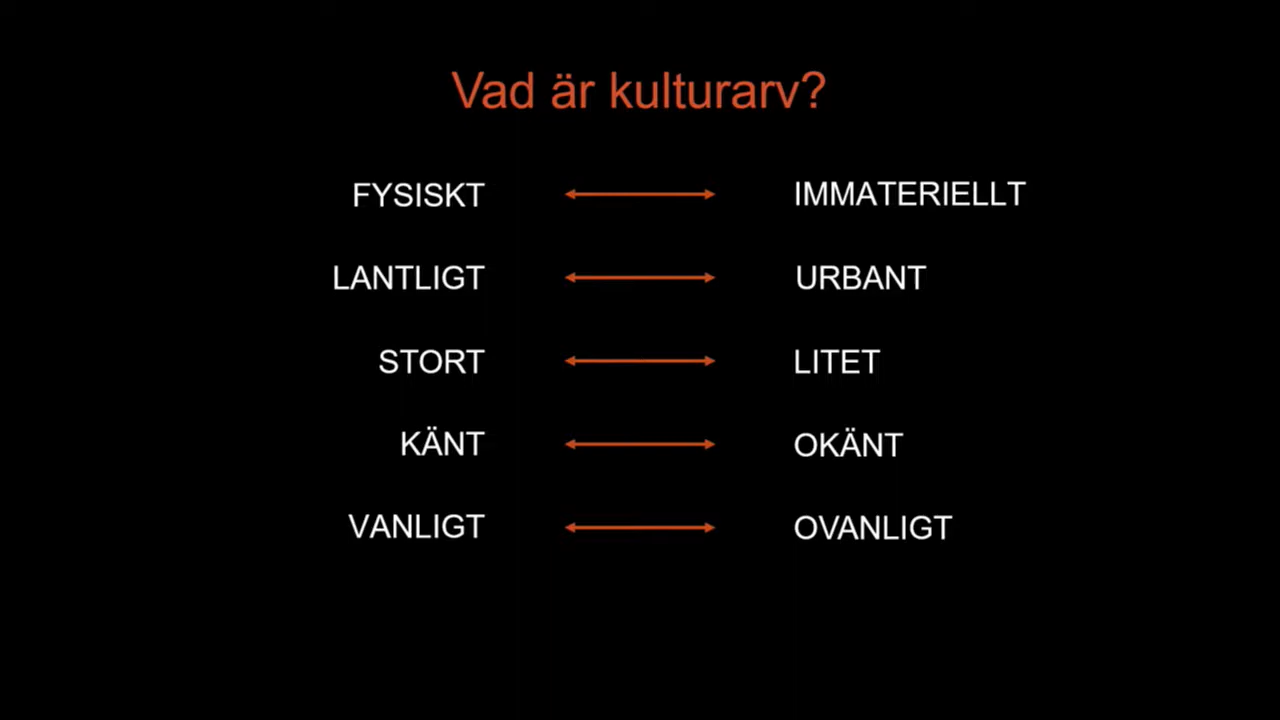 Vad är kulturarv?
FYSISKT IMMATERIELLT
LANTLIGT URBANT
STORT LITET
KÄNT OKÄNT
VANLIGT OVANLIGT